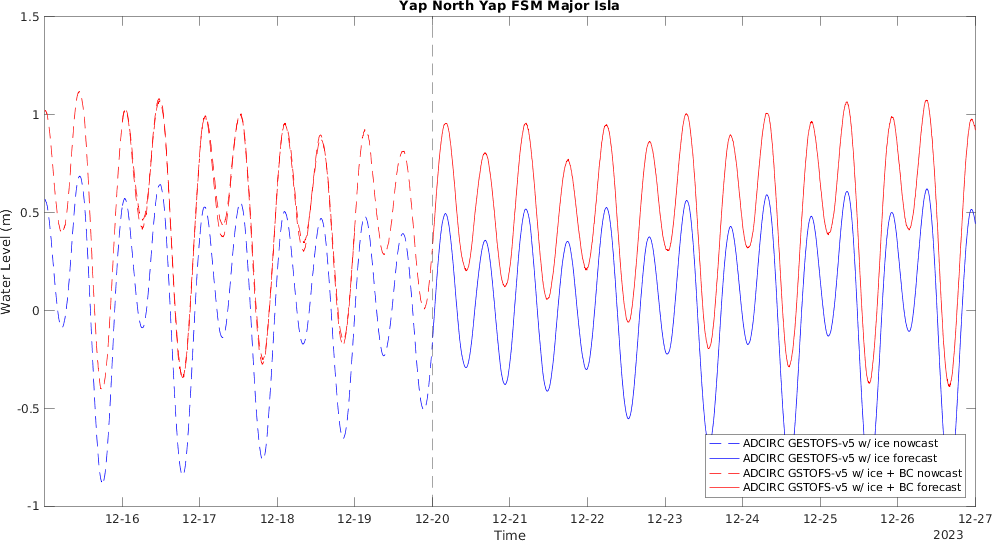 Yap North Yap FSM Major Isla
1.5
1
0.5
0
-0.5
-1
Water Level (m)
12-16 12-17 12-18 12-19 12-20 12-21 12-22 12-23 12-24 12-25 12-26 12-27
Time
2023
ADCIRC GESTOFS-v5 w/ ice nowcast
ADCIRC GESTOFS-v5 w/ ice forecast
ADCIRC GSTOFS-v5 w/ ice + BC nowcast
ADCIRC GSTOFS-v5 w/ ice + BC forecast